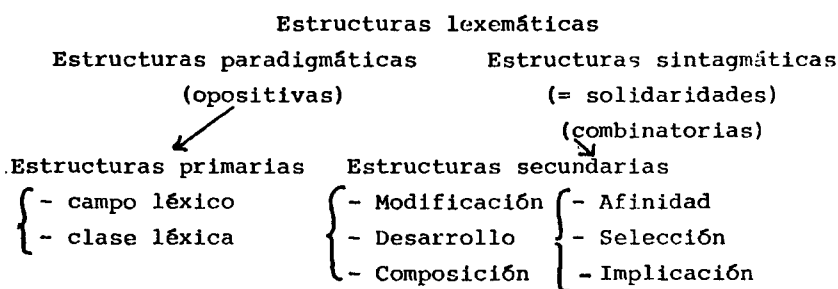 Estructuras lexemáticas
Estructuras paradigmáticas Estructuras sintagmáticas
(opositivas) (= solidaridades)
(combinatorias)
Estructuras primarias Estructuras secundarias
- campo léxico - Modificación - Afinidad
- clase léxica - Desarrollo - Selección
- Composición - Implicación